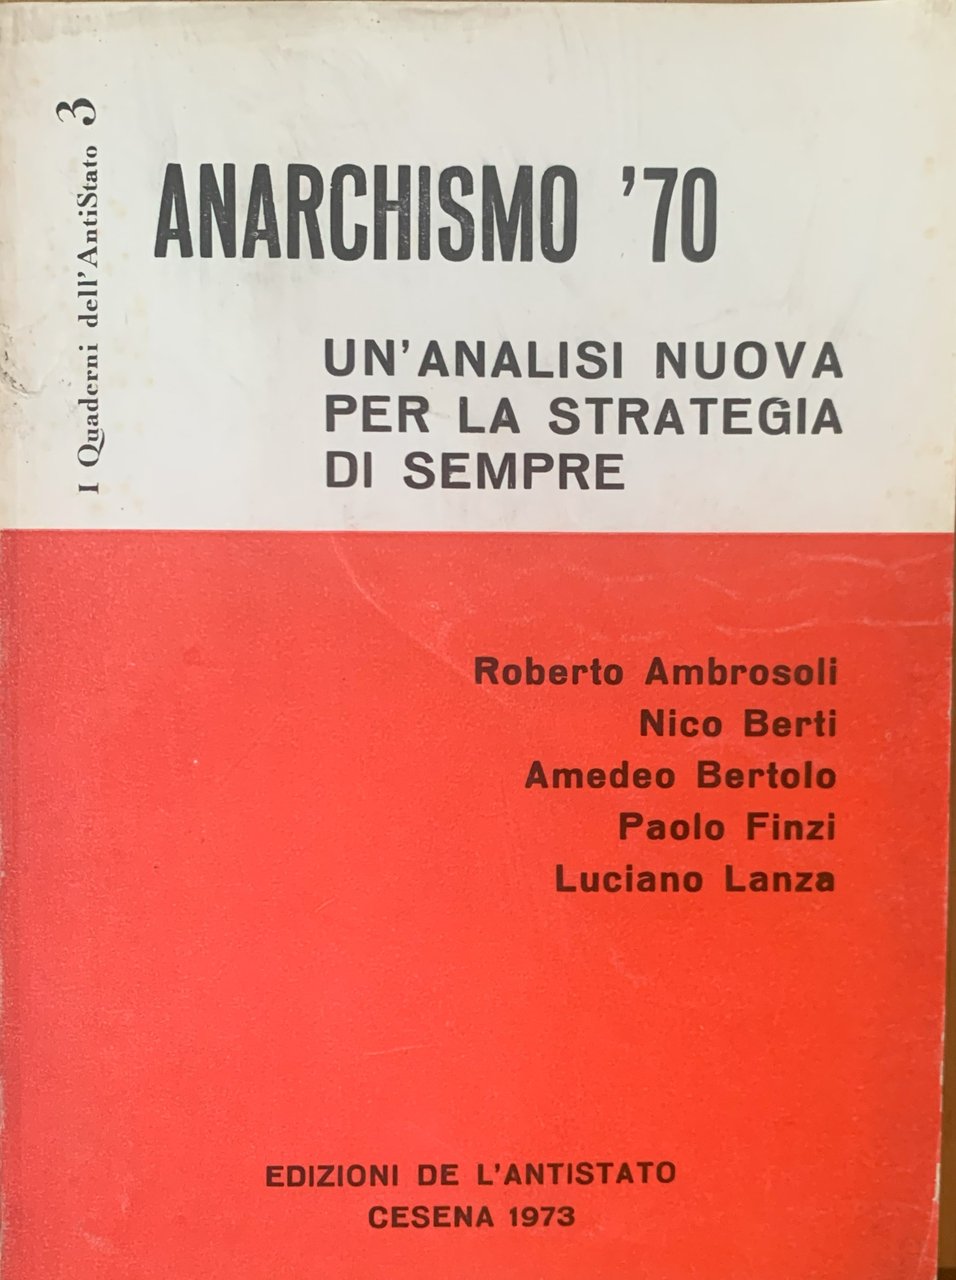 I Quaderni dell'AntiStato 3
ANARCHISMO '70
UN'ANALISI NUOVA
PER LA STRATEGIA
DI SEMPRE
Roberto Ambrosoli
Nico Berti
Amedeo Bertolo
Paolo Finzi
Luciano Lanza
EDIZIONI DE L'ANTISTATO
CESENA 1973